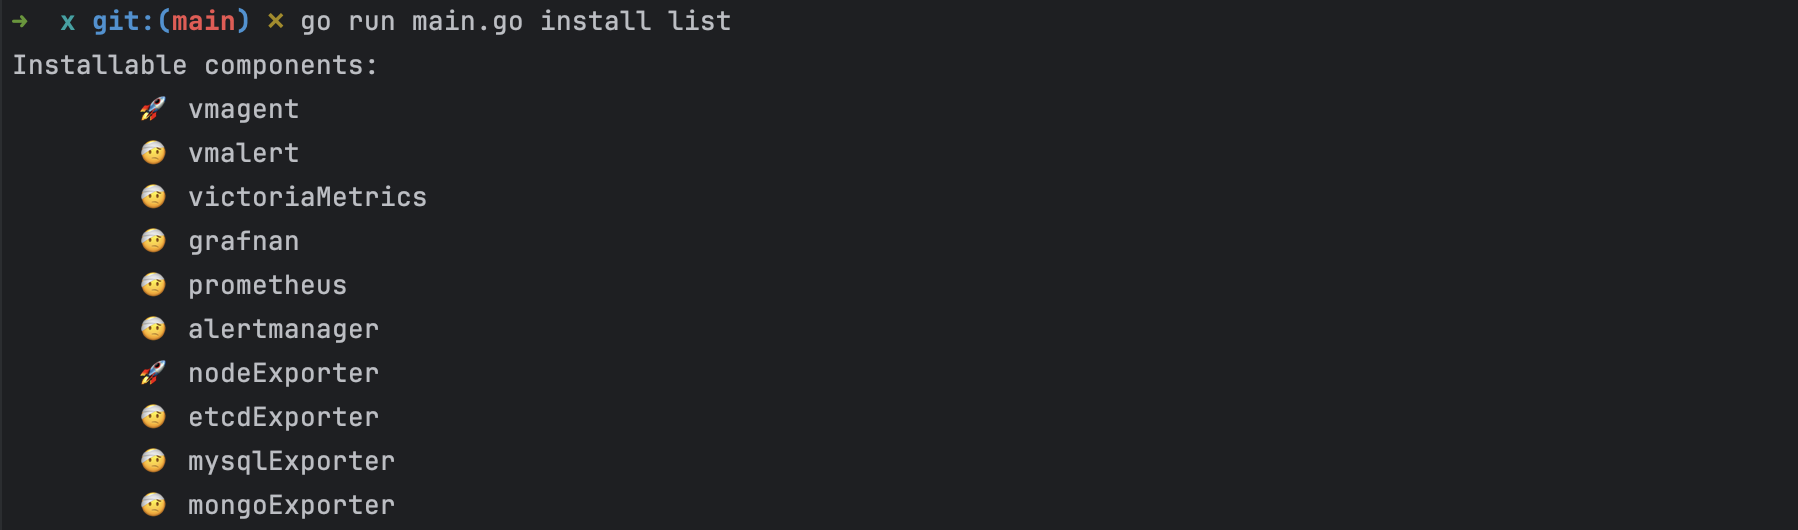 ➜ x git:(main) ✗ go run main.go install list
Installable components:
🚀 vmagent
🤕 vmalert
🤕 victoriaMetrics
🤕 grafnan
🤕 prometheus
🤕 alertmanager
🚀 nodeExporter
🤕 etcdExporter
🤕 mysqlExporter
🤕 mongoExporter